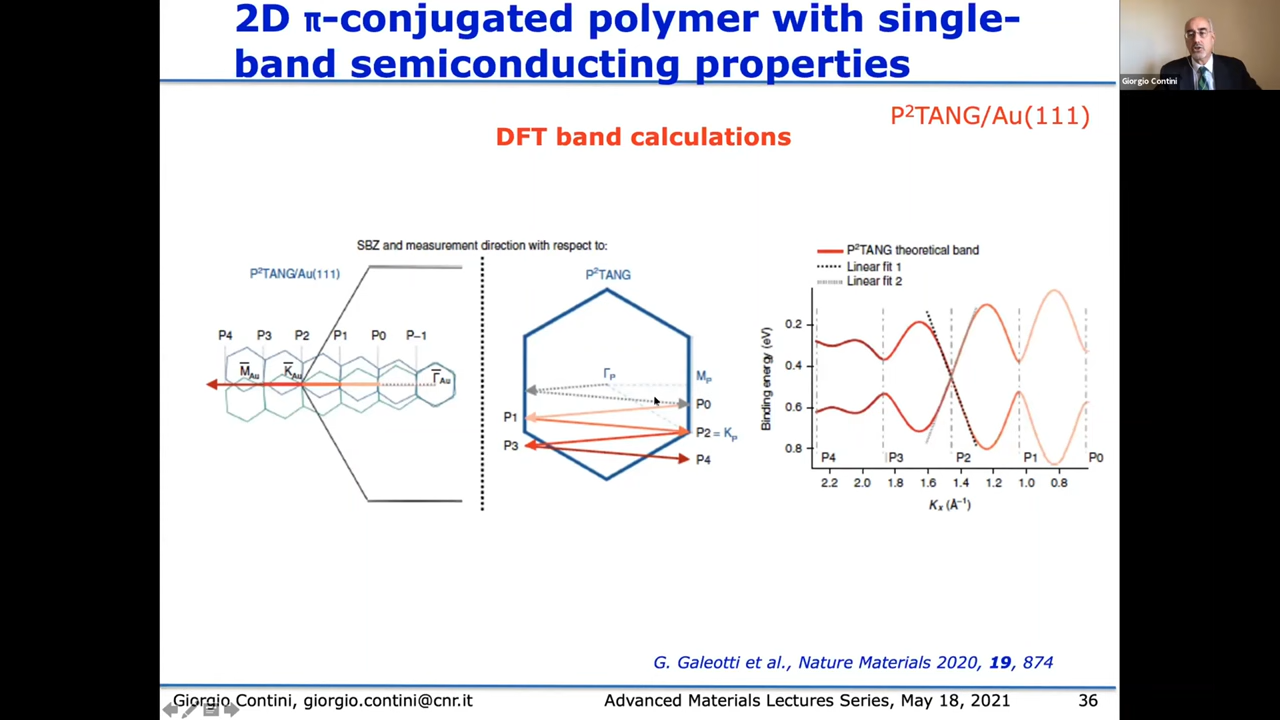 2D π-conjugated polymer with single-
band semiconducting properties
Giorgio Contini
P²TANG/Au(111)
DFT band calculations
SBZ and measurement direction with respect to:
P²TANG/Au(111)
P4 P3 P2 P1 P0 P–1
M̅Au K̅Au Γ̅Au
P²TANG
ΓP
MP
P0
P1
P2 = KP
P3
P4
P²TANG theoretical band
Linear fit 1
Linear fit 2
Binding energy (eV)
0.2
0.4
0.6
0.8
P4 P3 P2 P1 P0
2.2 2.0 1.8 1.6 1.4 1.2 1.0 0.8
Kx (Å⁻¹)
G. Galeotti et al., Nature Materials 2020, 19, 874
Giorgio Contini, giorgio.contini@cnr.it
Advanced Materials Lectures Series, May 18, 2021
36